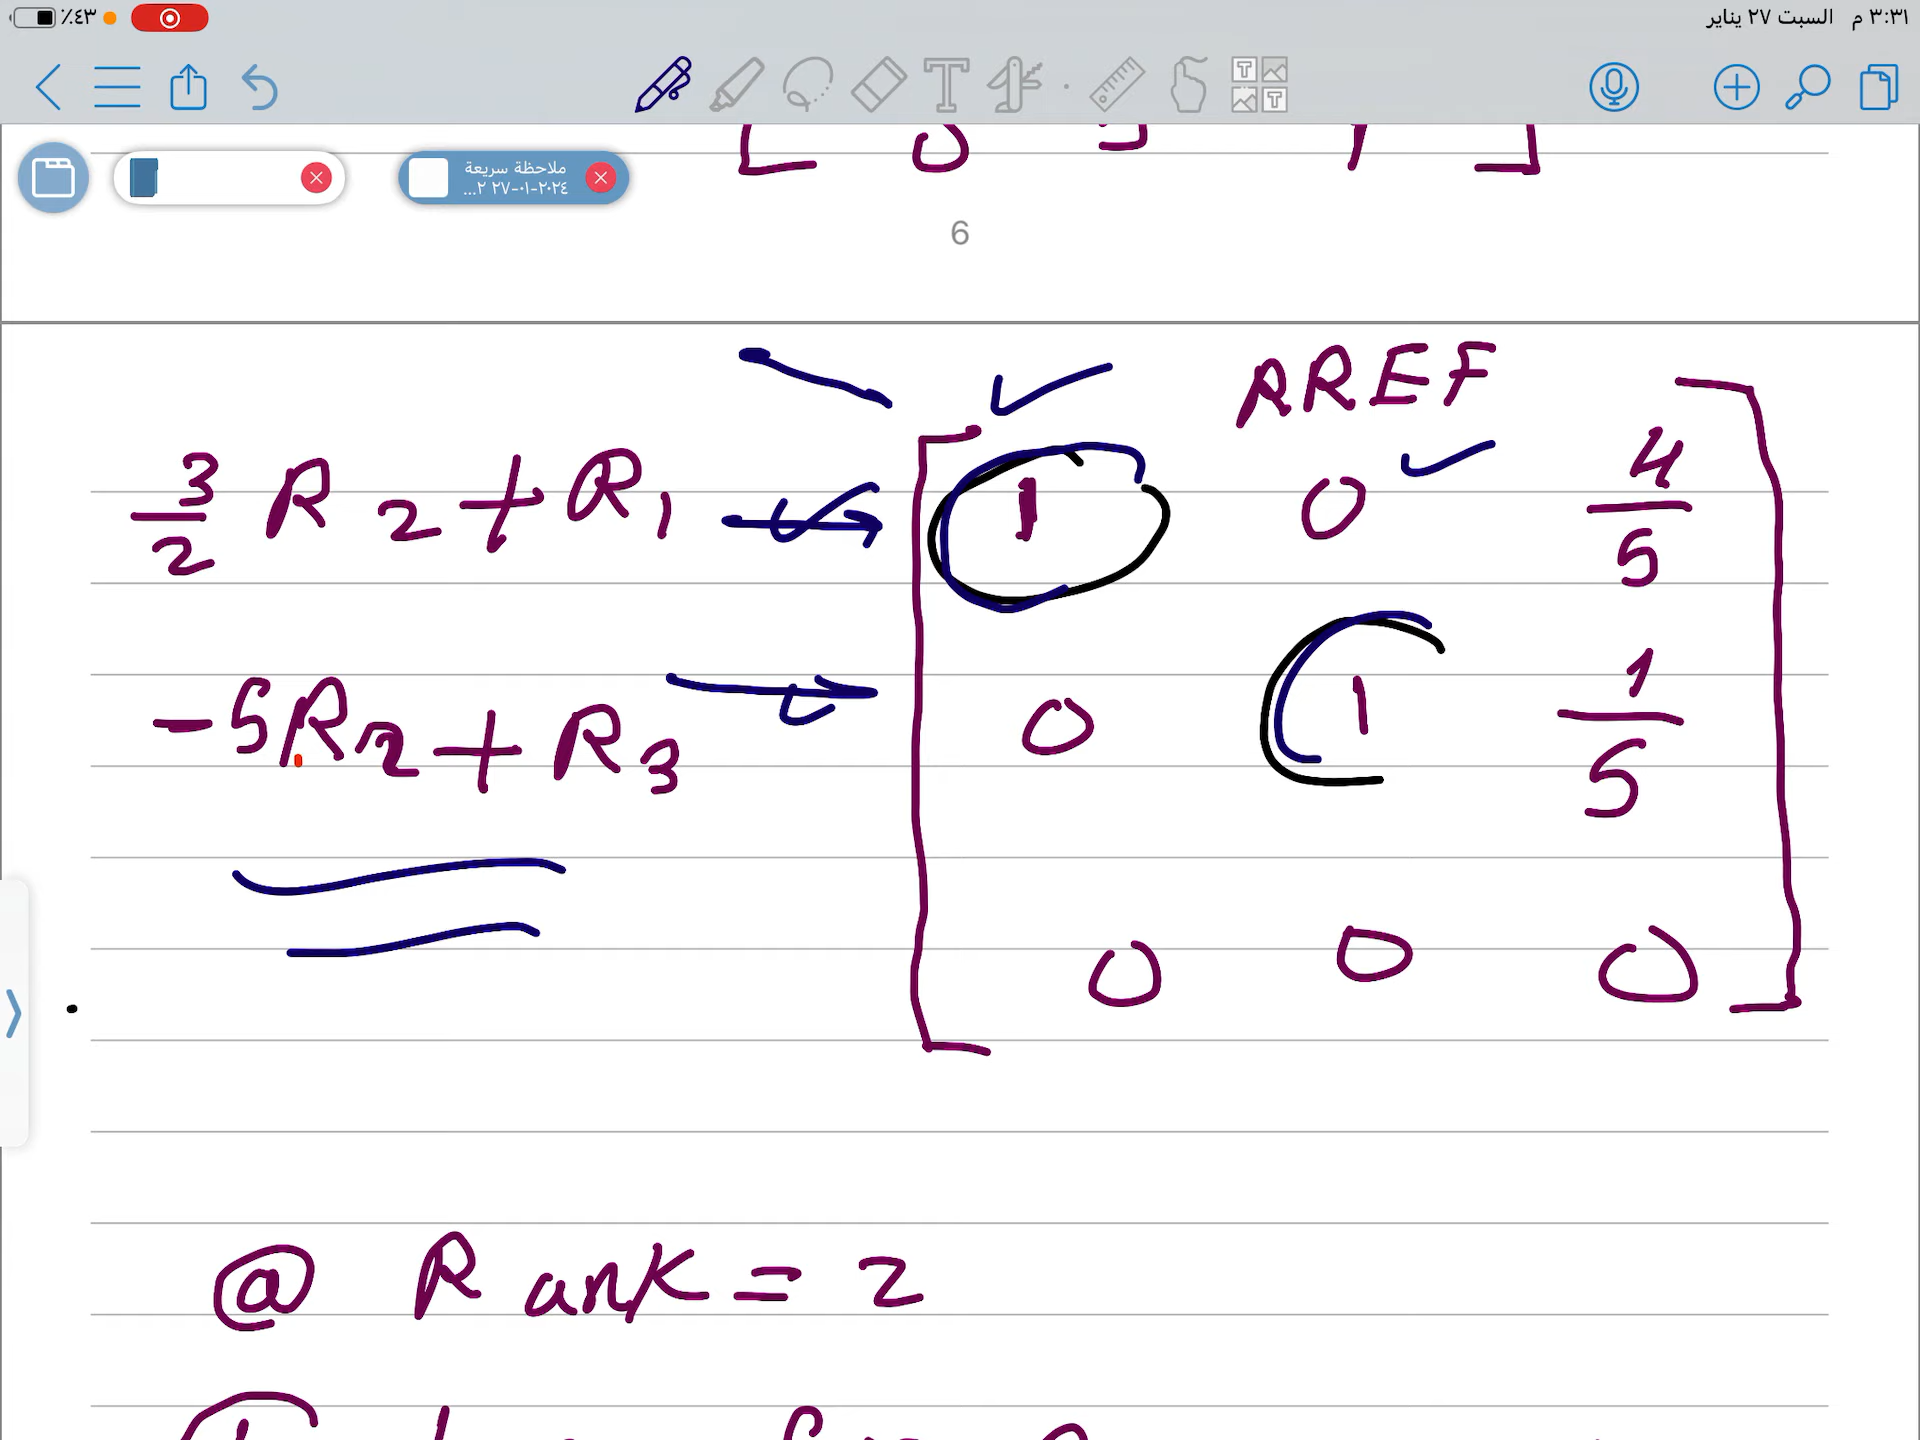 ٪٤٣
٣:٣١ م السبت ٢٧ يناير
ملاحظة سريعة
٢٠٢٤-٠١-٢٧ ٢...
6
RREF
3/2 R2 + R1 → 1 0 4/5
-5R2 + R3 → 0 1 1/5
0 0 0
@ Rank = 2